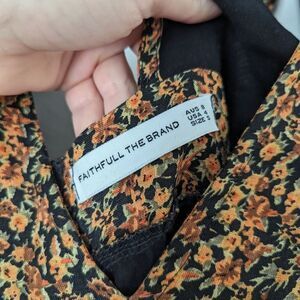 FAITHFULL THE BRAND
AUS 8
USA 4
SIZE S